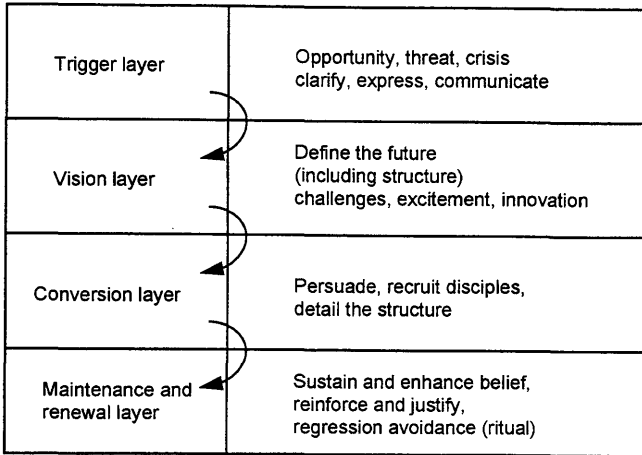 Trigger layer
Opportunity, threat, crisis
clarify, express, communicate
Vision layer
Define the future
(including structure)
challenges, excitement, innovation
Conversion layer
Persuade, recruit disciples,
detail the structure
Maintenance and
renewal layer
Sustain and enhance belief,
reinforce and justify,
regression avoidance (ritual)